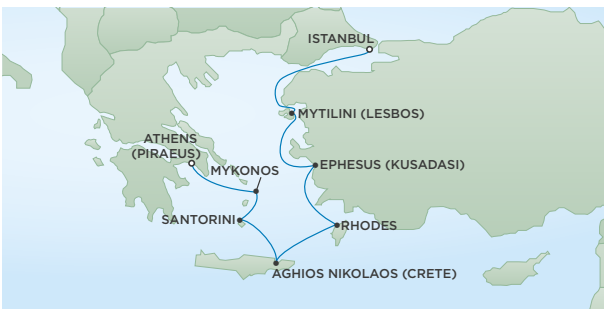 ISTANBUL
MYTILINI (LESBOS)
ATHENS
(PIRAEUS)
EPHESUS (KUSADASI)
MYKONOS
SANTORINI
RHODES
AGHIOS NIKOLAOS (CRETE)